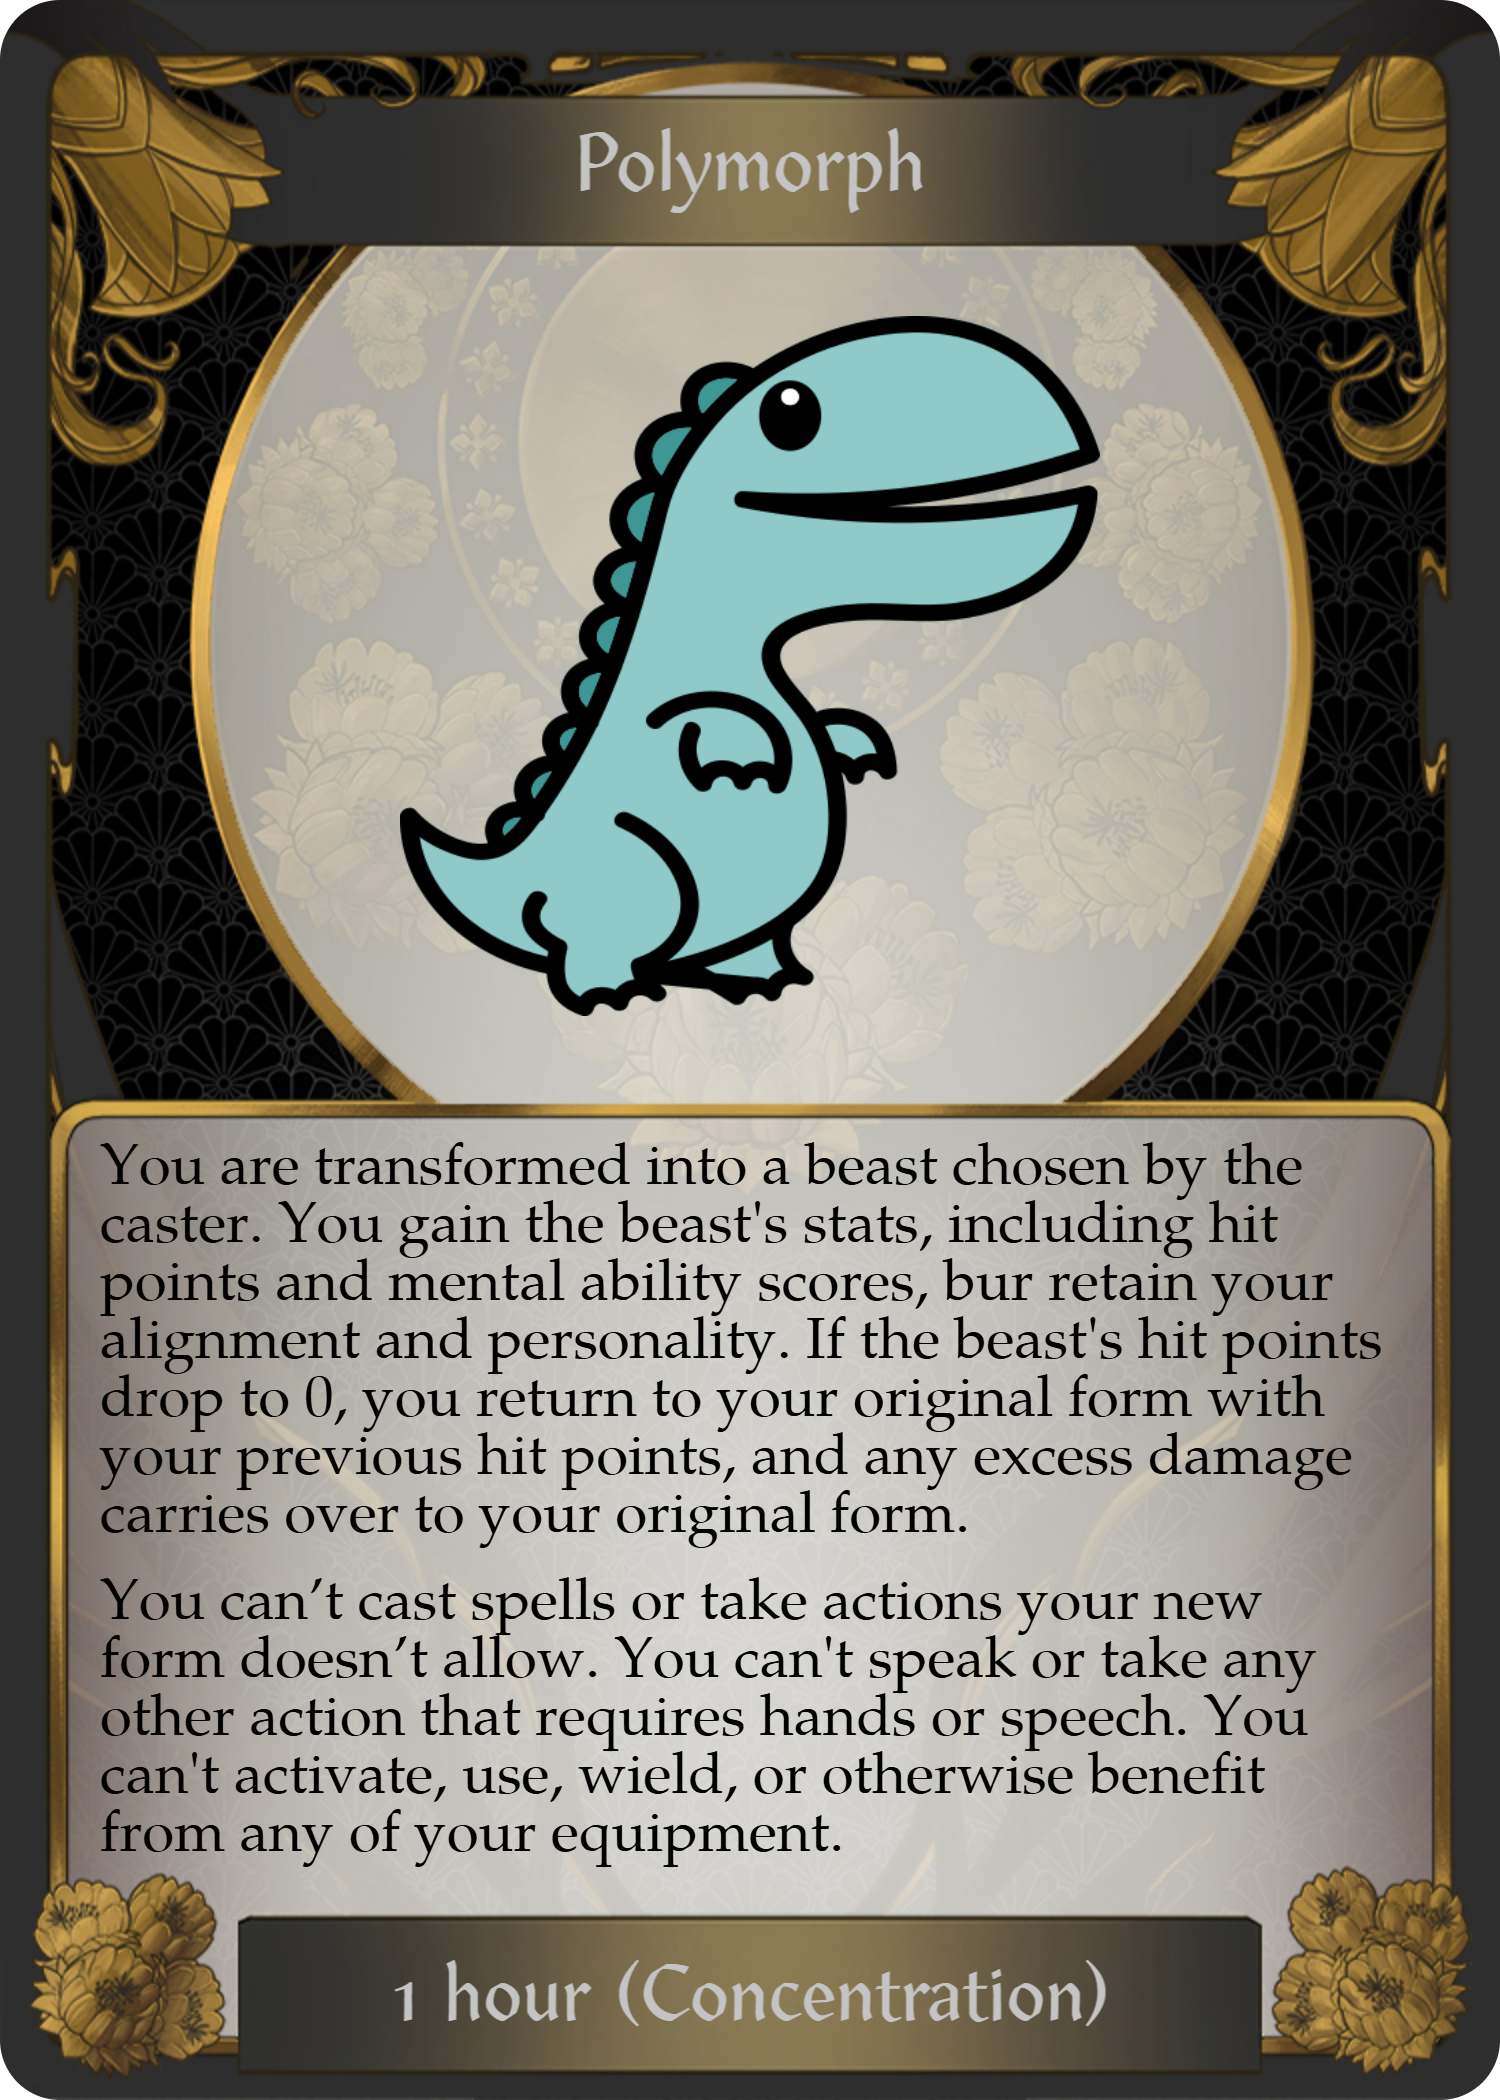 Polymorph
You are transformed into a beast chosen by the
caster. You gain the beast's stats, including hit
points and mental ability scores, bur retain your
alignment and personality. If the beast's hit points
drop to 0, you return to your original form with
your previous hit points, and any excess damage
carries over to your original form.
You can’t cast spells or take actions your new
form doesn’t allow. You can't speak or take any
other action that requires hands or speech. You
can't activate, use, wield, or otherwise benefit
from any of your equipment.
1 hour (Concentration)